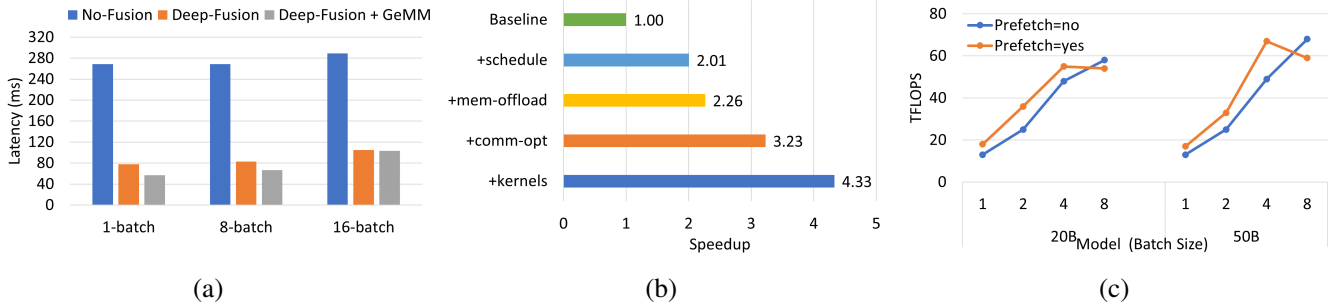 No-Fusion Deep-Fusion Deep-Fusion + GeMM
320
280
240
200
160
120
80
40
0
Latency (ms)
1-batch 8-batch 16-batch
(a)
Baseline 1.00
+schedule 2.01
+mem-offload 2.26
+comm-opt 3.23
+kernels 4.33
0 1 2 3 4 5
Speedup
(b)
80
60
40
20
0
TFLOPS
Prefetch=no
Prefetch=yes
1 2 4 8 1 2 4 8
20B 50B
Model (Batch Size)
(c)